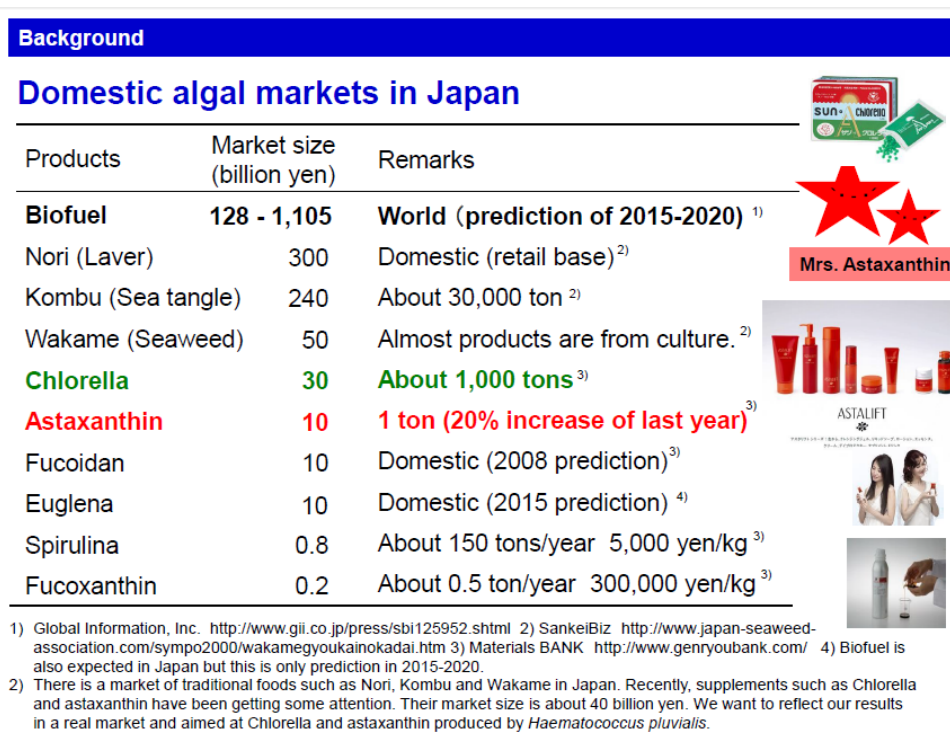 Background
Domestic algal markets in Japan
Products Market size (billion yen) Remarks
Biofuel 128 - 1,105 World (prediction of 2015-2020) 1)
Nori (Laver) 300 Domestic (retail base) 2)
Kombu (Sea tangle) 240 About 30,000 ton 2)
Wakame (Seaweed) 50 Almost products are from culture. 2)
Chlorella 30 About 1,000 tons 3)
Astaxanthin 10 1 ton (20% increase of last year) 3)
Fucoidan 10 Domestic (2008 prediction) 3)
Euglena 10 Domestic (2015 prediction) 4)
Spirulina 0.8 About 150 tons/year 5,000 yen/kg 3)
Fucoxanthin 0.2 About 0.5 ton/year 300,000 yen/kg 3)
SUN Chlorella
Mrs. Astaxanthin
ASTALIFT
1) Global Information, Inc. http://www.gii.co.jp/press/sbi125952.shtml 2) SankeiBiz http://www.japan-seaweed-
association.com/sympo2000/wakamegyoukainokadai.htm 3) Materials BANK http://www.genryoubank.com/ 4) Biofuel is
also expected in Japan but this is only prediction in 2015-2020.
2) There is a market of traditional foods such as Nori, Kombu and Wakame in Japan. Recently, supplements such as Chlorella
and astaxanthin have been getting some attention. Their market size is about 40 billion yen. We want to reflect our results
in a real market and aimed at Chlorella and astaxanthin produced by Haematococcus pluvialis.